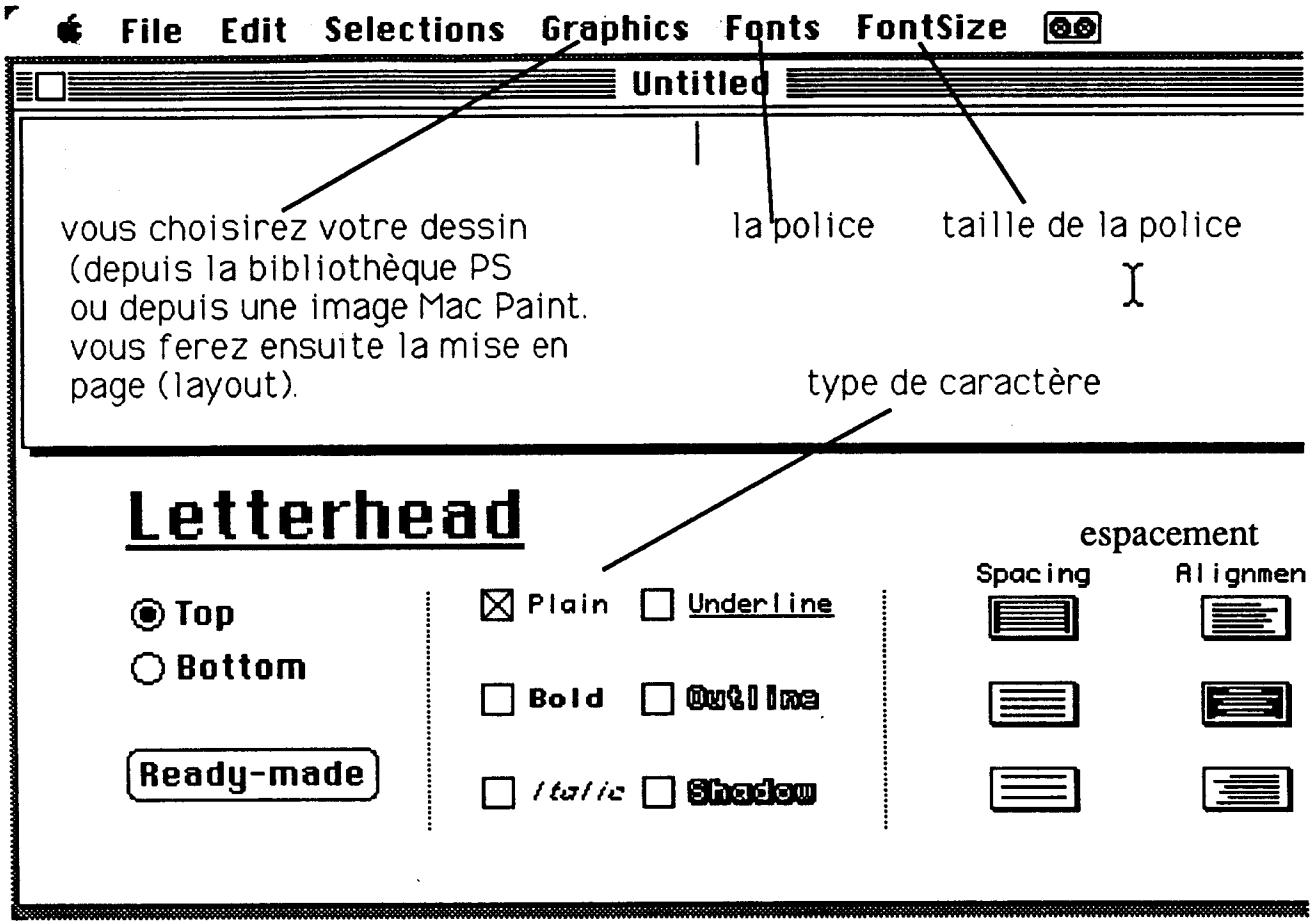 File Edit Selections Graphics Fonts FontSize
Untitled
vous choisirez votre dessin
(depuis la bibliothèque PS
ou depuis une image Mac Paint.
vous ferez ensuite la mise en
page (layout).
la police
taille de la police
type de caractère
Letterhead
Top
Bottom
Ready-made
Plain Underline
Bold Outline
Italic Shadow
espacement
Spacing Alignmen